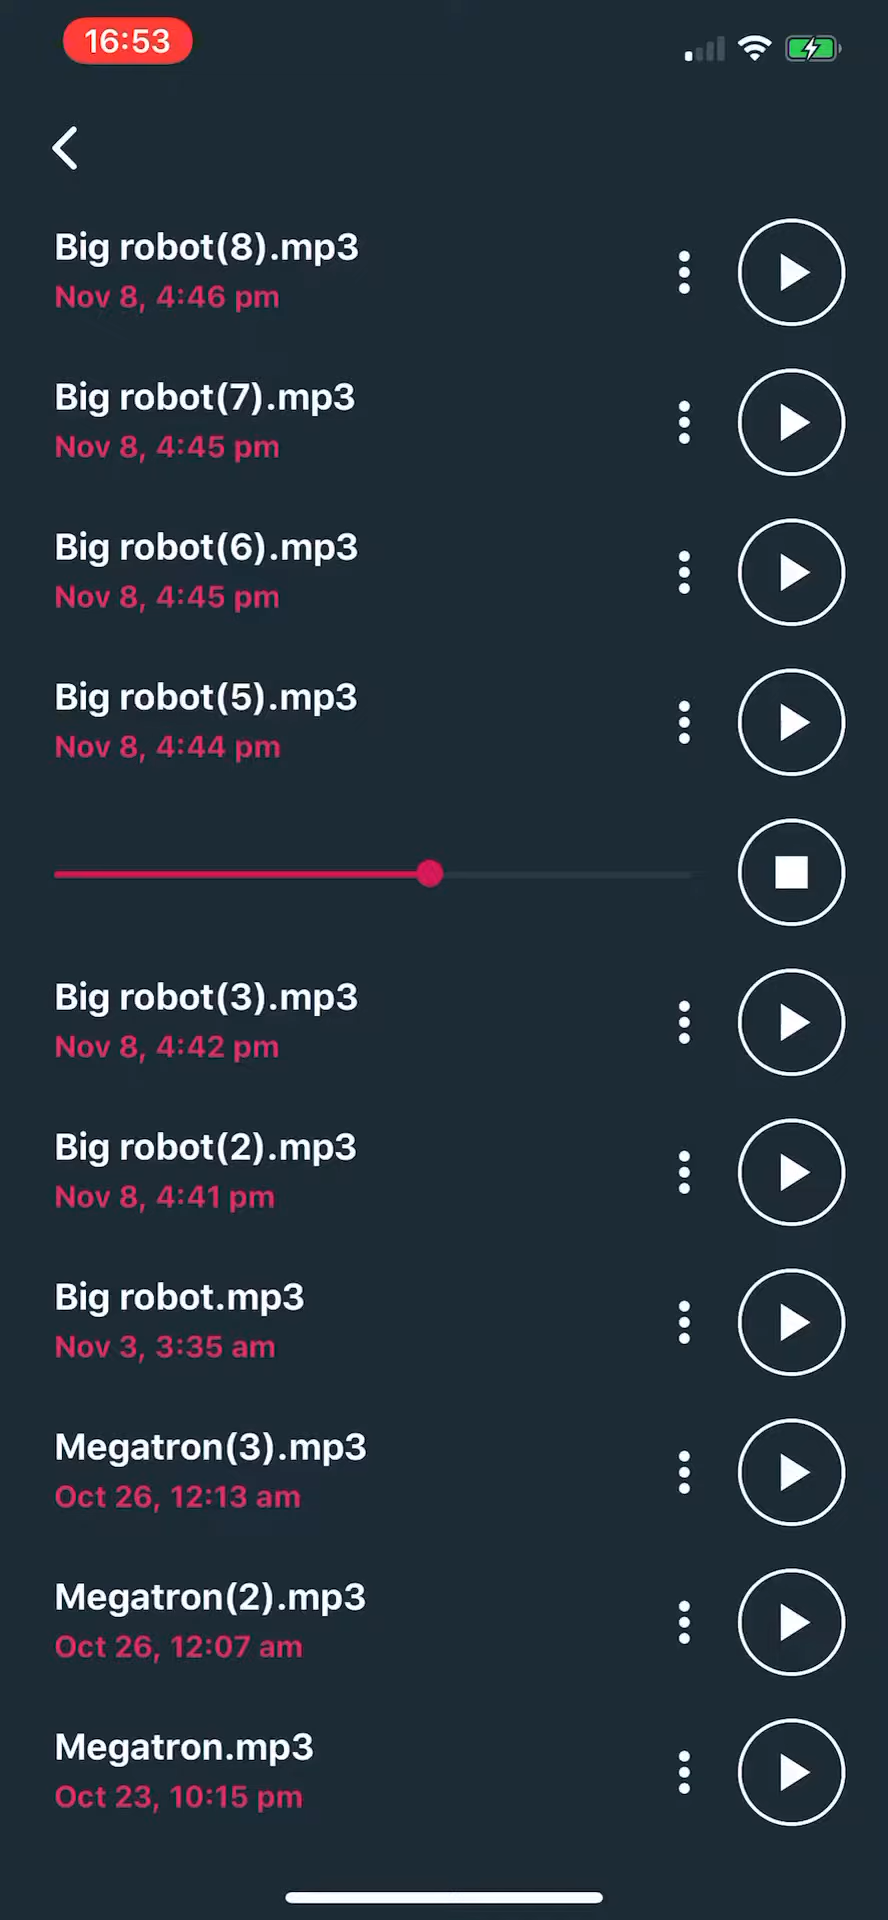 16:53
Big robot(8).mp3
Nov 8, 4:46 pm
Big robot(7).mp3
Nov 8, 4:45 pm
Big robot(6).mp3
Nov 8, 4:45 pm
Big robot(5).mp3
Nov 8, 4:44 pm
Big robot(3).mp3
Nov 8, 4:42 pm
Big robot(2).mp3
Nov 8, 4:41 pm
Big robot.mp3
Nov 3, 3:35 am
Megatron(3).mp3
Oct 26, 12:13 am
Megatron(2).mp3
Oct 26, 12:07 am
Megatron.mp3
Oct 23, 10:15 pm